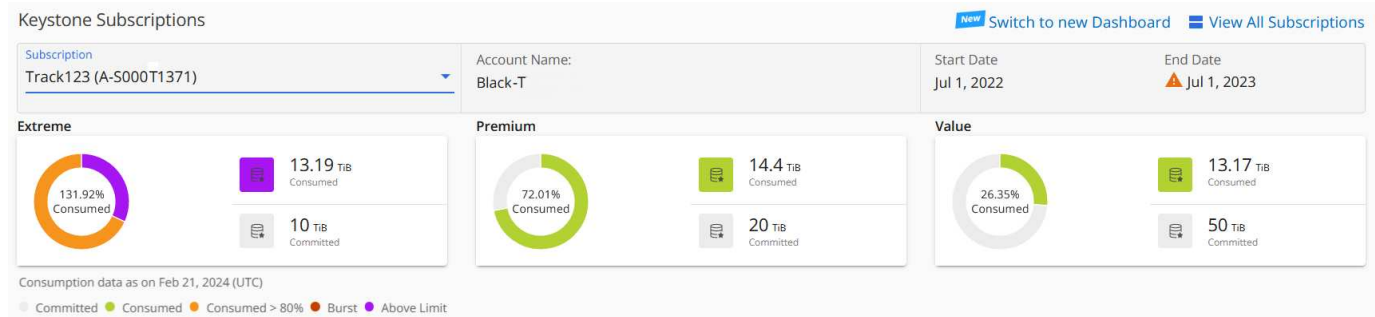 Keystone Subscriptions
New Switch to new Dashboard View All Subscriptions
Subscription
Track123 (A-S000T1371)
Account Name:
Black-T
Start Date
Jul 1, 2022
End Date
Jul 1, 2023
Extreme
131.92%
Consumed
13.19 TiB
Consumed
10 TiB
Committed
Premium
72.01%
Consumed
14.4 TiB
Consumed
20 TiB
Committed
Value
26.35%
Consumed
13.17 TiB
Consumed
50 TiB
Committed
Consumption data as on Feb 21, 2024 (UTC)
Committed Consumed Consumed > 80% Burst Above Limit